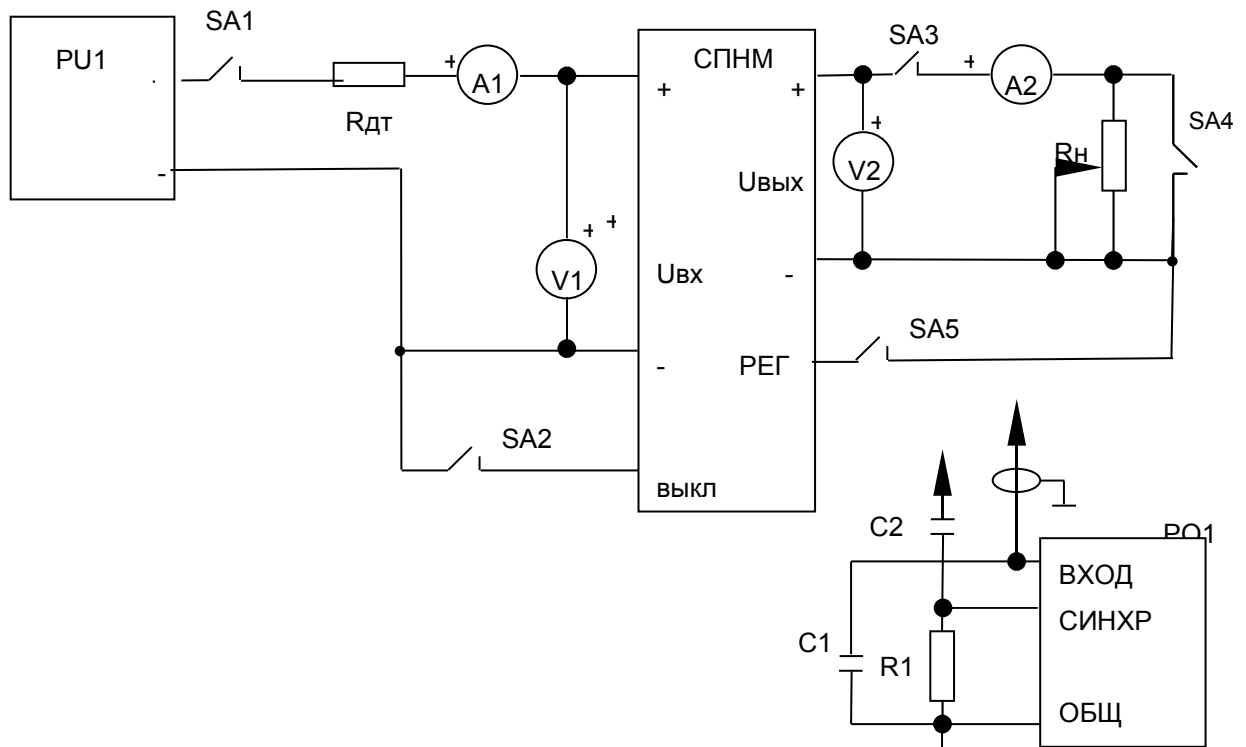 SA1
PU1
СПНМ
SA3
+
A1
+
A2
Rдт
+
+
+
V2
Rн
SA4
-
Uвых
+ +
V1
Uвх
-
SA5
-
РЕГ
SA2
выкл
C2
PO1
ВХОД
СИНХР
C1
R1
ОБЩ